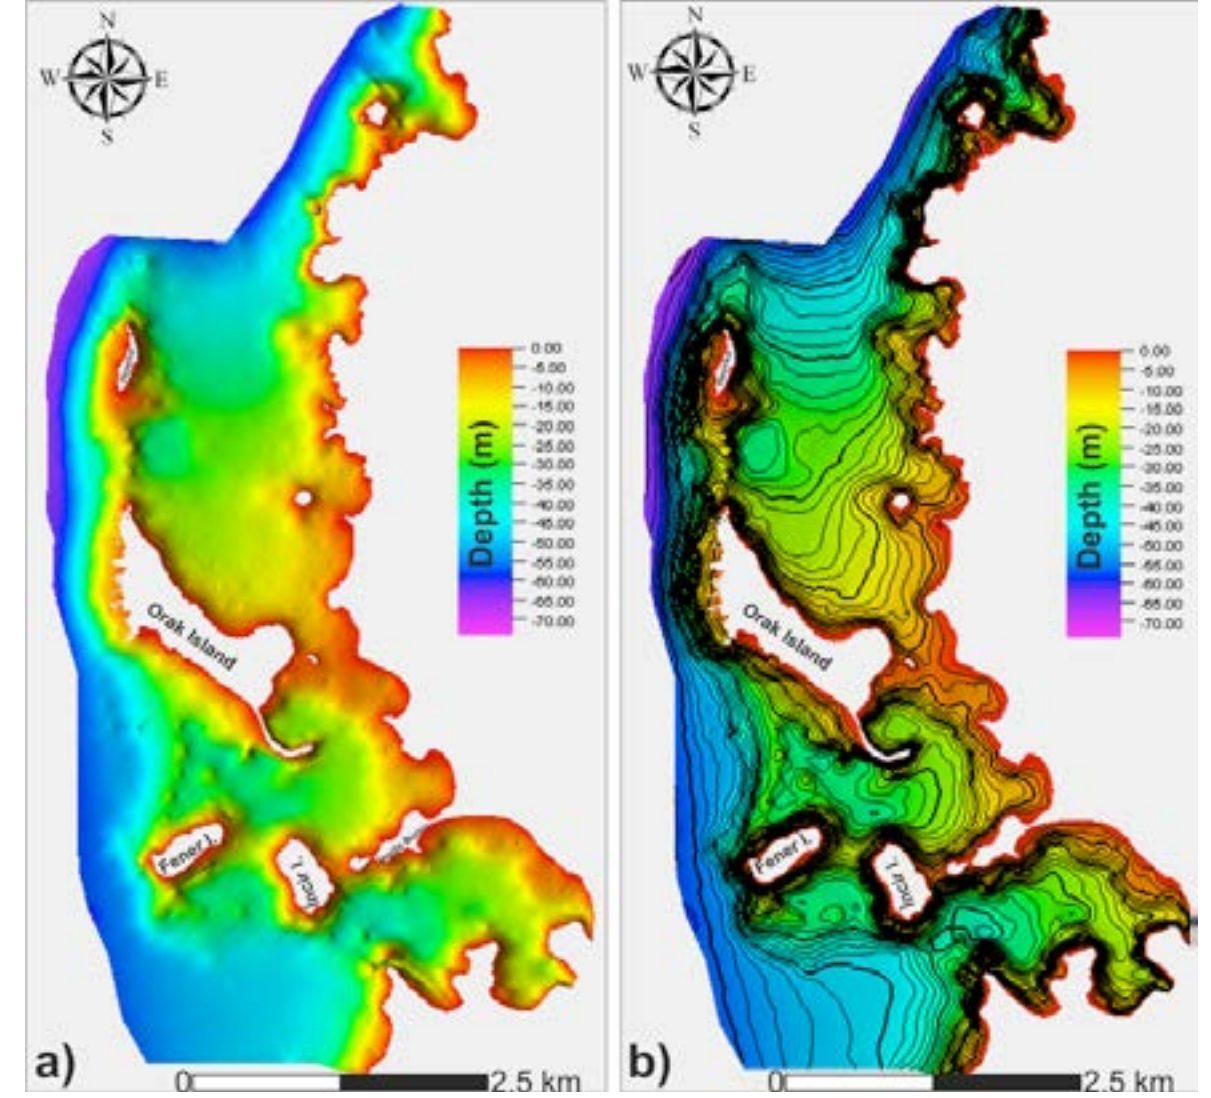 N
W E
S
0.00
-5.00
-10.00
-15.00
-20.00
-25.00
-30.00
-35.00
-40.00
-45.00
-50.00
-55.00
-60.00
-65.00
-70.00
Depth (m)
Orak Island
Fener I.
İncir I.
a)
0 2.5 km
N
W E
S
0.00
-5.00
-10.00
-15.00
-20.00
-25.00
-30.00
-35.00
-40.00
-45.00
-50.00
-55.00
-60.00
-65.00
-70.00
Depth (m)
Orak Island
Fener I.
İncir I.
b)
0 2.5 km